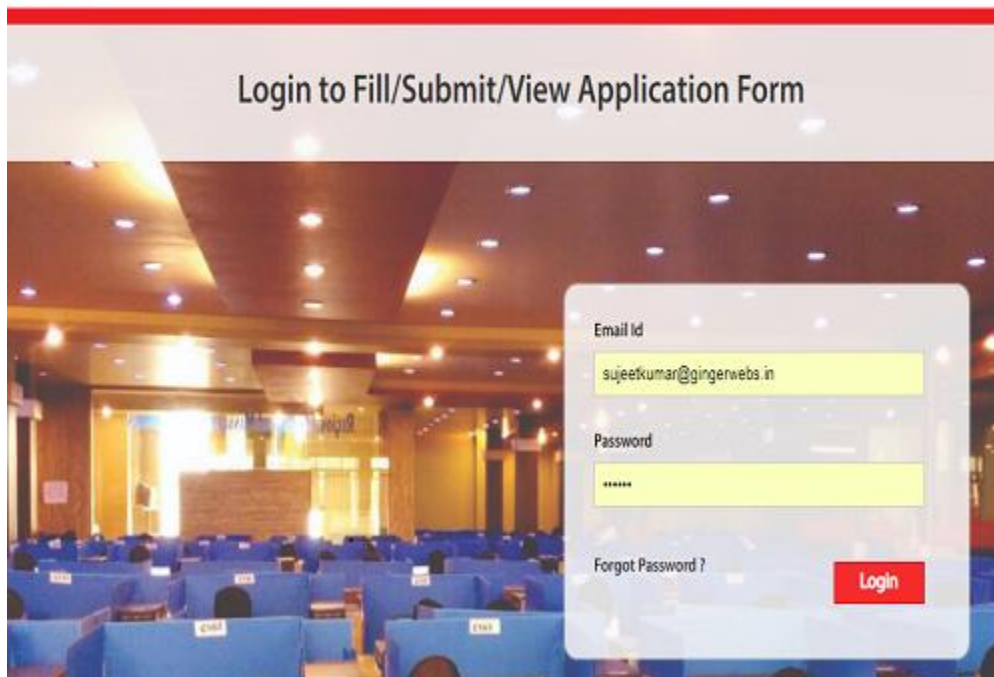 Login to Fill/Submit/View Application Form
Email Id
sujeetkumar@gingerwebs.in
Password
••••••
Forgot Password ?
Login